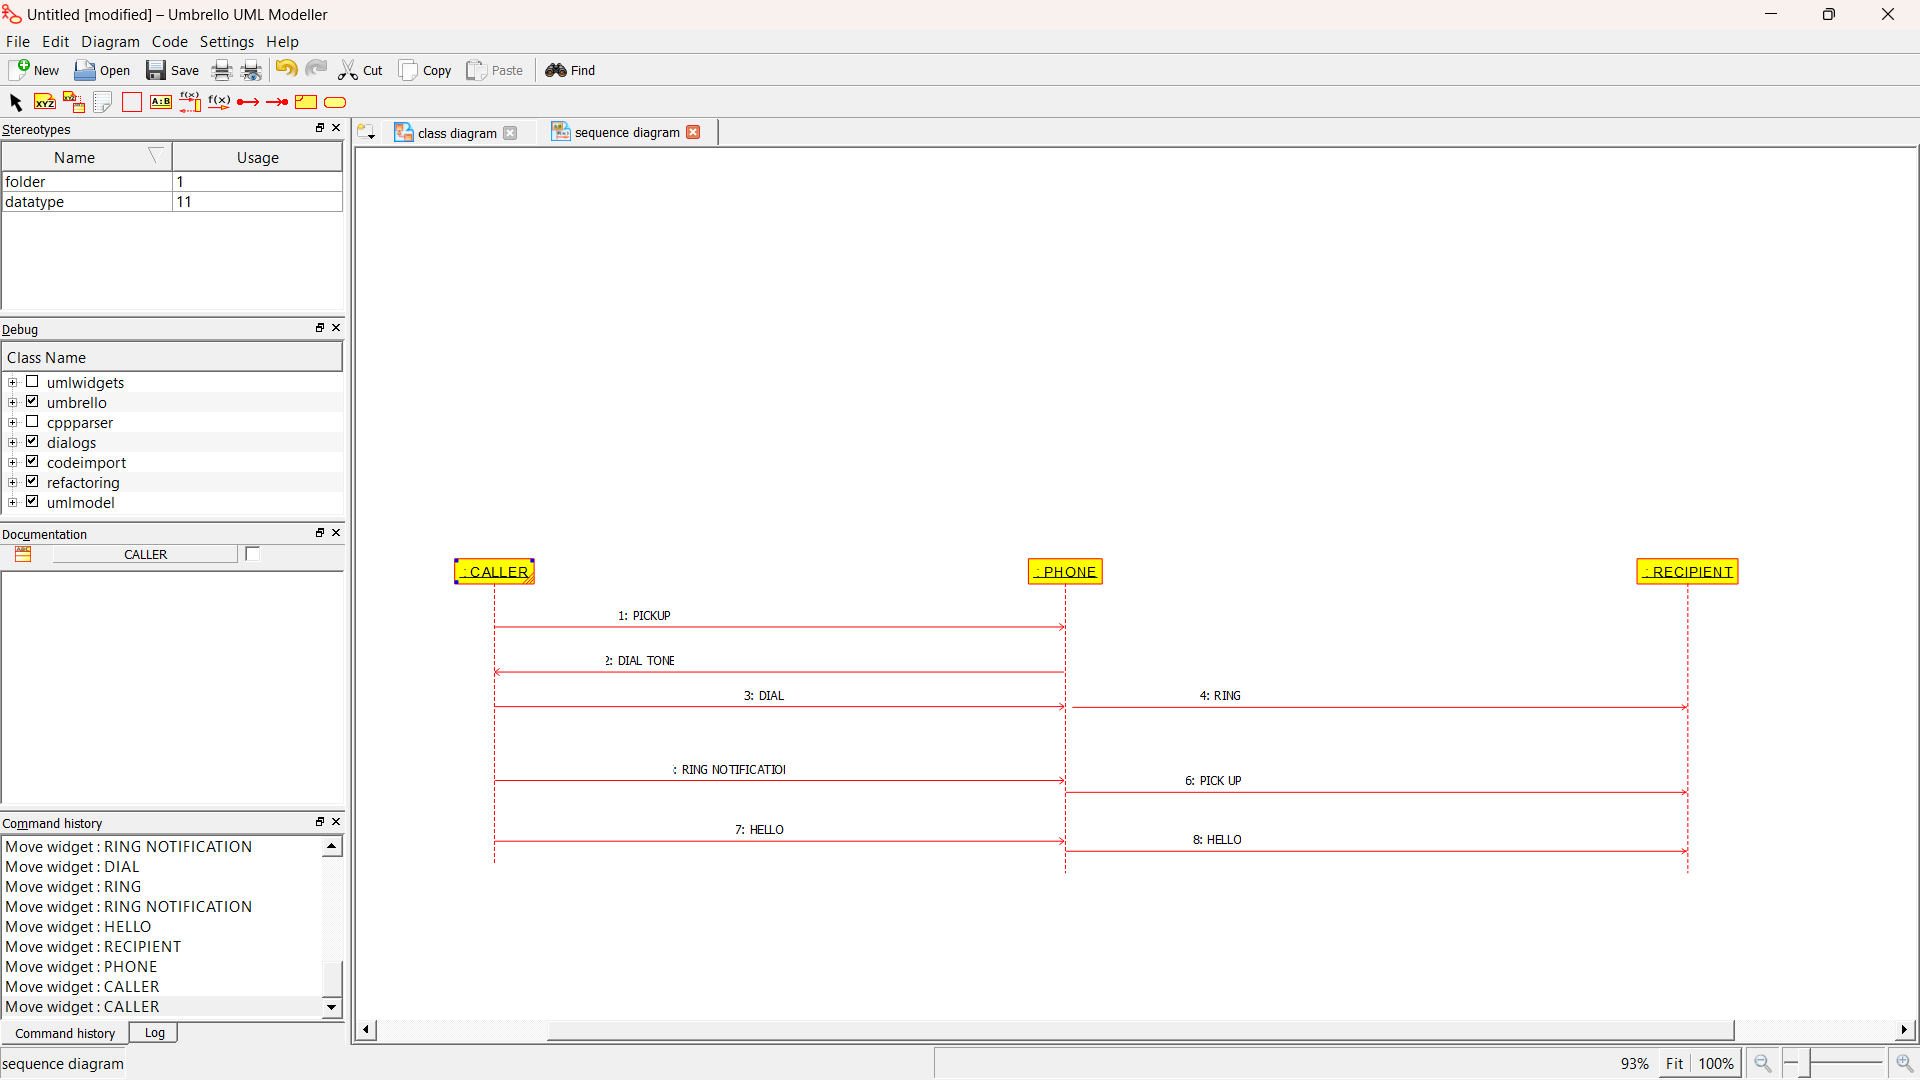 Untitled [modified] – Umbrello UML Modeller
File Edit Diagram Code Settings Help
New Open Save Cut Copy Paste Find
XYZ XYZ A:B f(x) f(x)
Stereotypes
class diagram sequence diagram
Name Usage
folder 1
datatype 11
Debug
Class Name
umlwidgets
umbrello
cppparser
dialogs
codeimport
refactoring
umlmodel
Documentation
ABC CALLER
Command history
Move widget : RING NOTIFICATION
Move widget : DIAL
Move widget : RING
Move widget : RING NOTIFICATION
Move widget : HELLO
Move widget : RECIPIENT
Move widget : PHONE
Move widget : CALLER
Move widget : CALLER
Command history Log
: CALLER : PHONE : RECIPIENT
1: PICKUP
2: DIAL TONE
3: DIAL 4: RING
: RING NOTIFICATIO
6: PICK UP
7: HELLO
8: HELLO
sequence diagram 93% Fit 100%